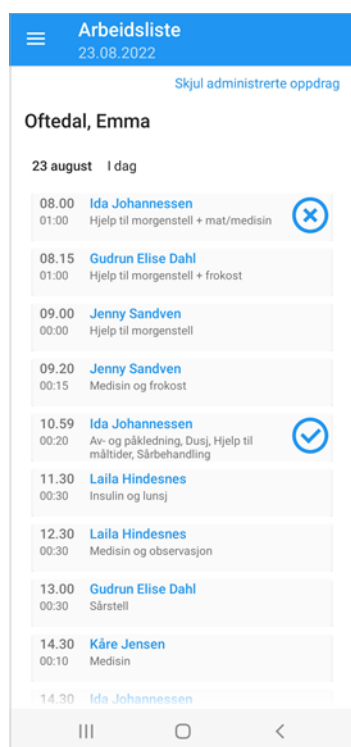 Arbeidsliste
23.08.2022
Skjul administrerte oppdrag
Oftedal, Emma
23 august I dag
08.00 Ida Johannessen
01:00 Hjelp til morgenstell + mat/medisin
08.15 Gudrun Elise Dahl
01:00 Hjelp til morgenstell + frokost
09.00 Jenny Sandven
00:00 Hjelp til morgenstell
09.20 Jenny Sandven
00:15 Medisin og frokost
10.59 Ida Johannessen
00:20 Av- og påkledning, Dusj, Hjelp til
måltider, Sårbehandling
11.30 Laila Hindesnes
00:30 Insulin og lunsj
12.30 Laila Hindesnes
00:30 Medisin og observasjon
13.00 Gudrun Elise Dahl
00:30 Sårstell
14.30 Kåre Jensen
00:10 Medisin
14.30 Ida Johannessen